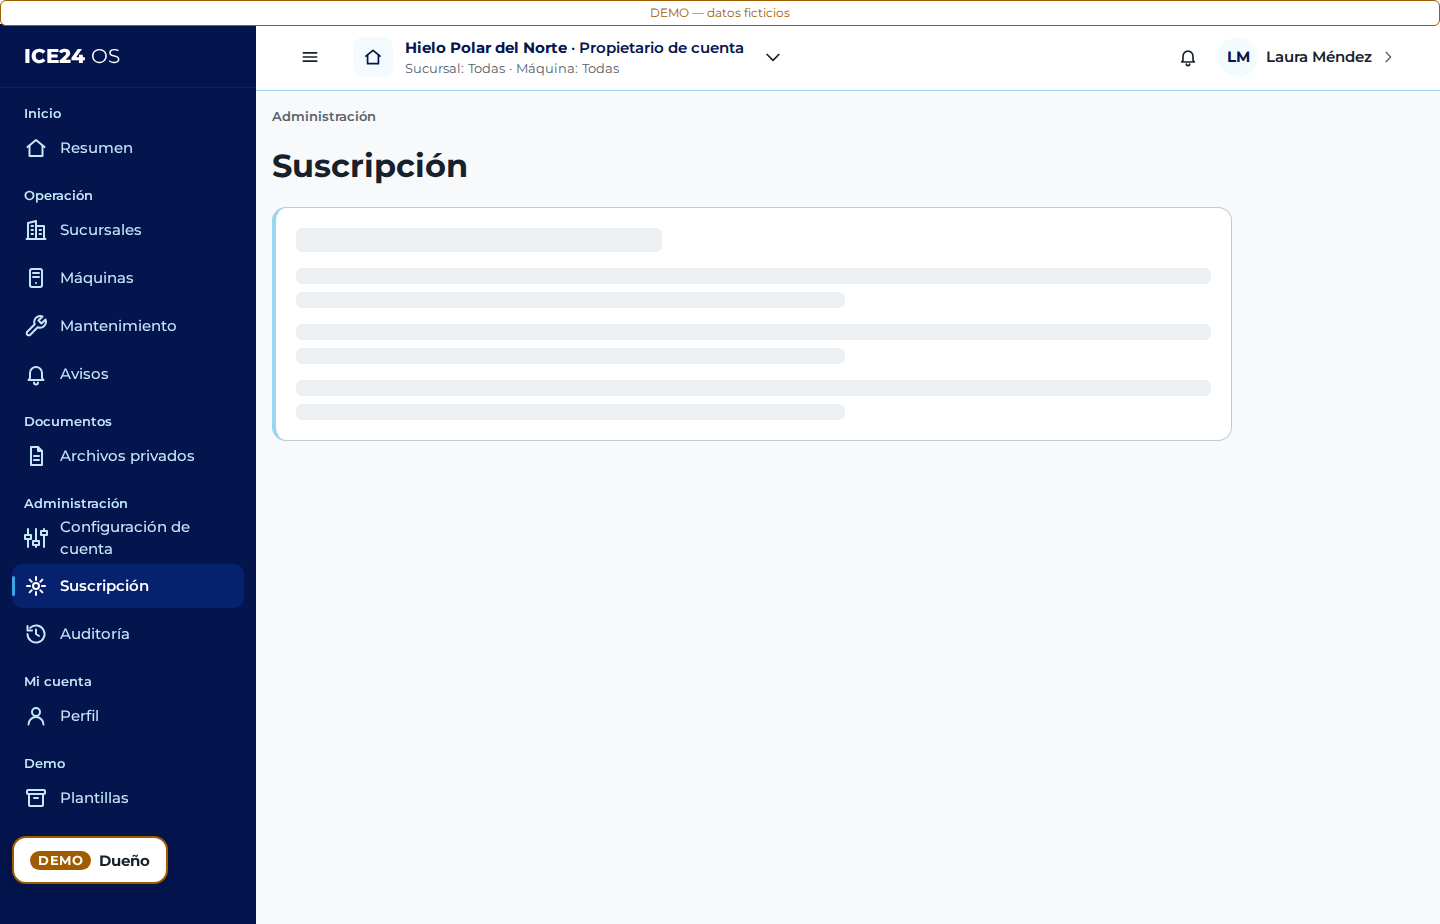 DEMO — datos ficticios
ICE24 OS
Inicio
Resumen
Operación
Sucursales
Máquinas
Mantenimiento
Avisos
Documentos
Archivos privados
Administración
Configuración de
cuenta
Suscripción
Auditoría
Mi cuenta
Perfil
Demo
Plantillas
DEMO Dueño
Hielo Polar del Norte · Propietario de cuenta
Sucursal: Todas · Máquina: Todas
LM Laura Méndez
Administración
Suscripción